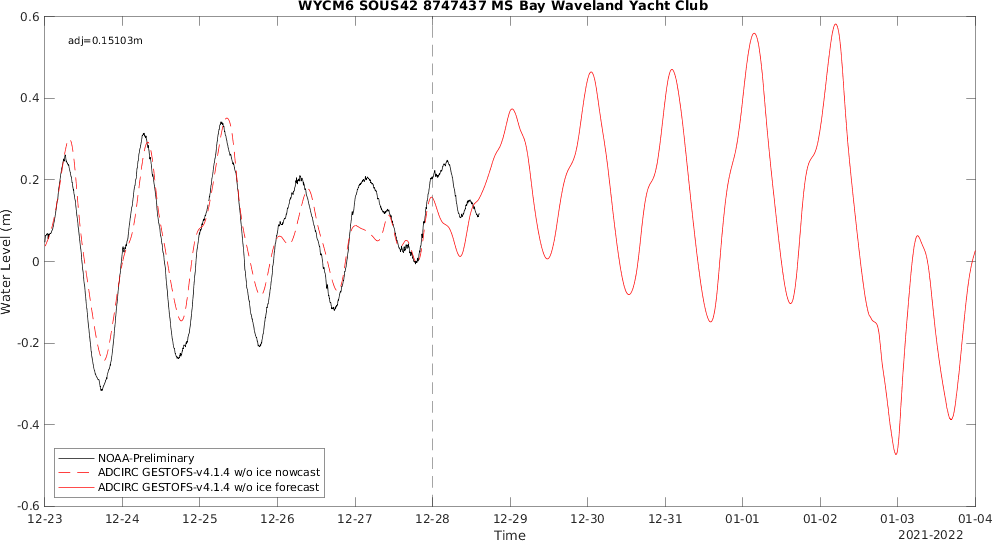 WYCM6 SOUS42 8747437 MS Bay Waveland Yacht Club
adj=0.15103m
0.6
0.4
0.2
0
-0.2
-0.4
-0.6
Water Level (m)
NOAA-Preliminary
ADCIRC GESTOFS-v4.1.4 w/o ice nowcast
ADCIRC GESTOFS-v4.1.4 w/o ice forecast
12-23 12-24 12-25 12-26 12-27 12-28 12-29 12-30 12-31 01-01 01-02 01-03 01-04
Time
2021-2022